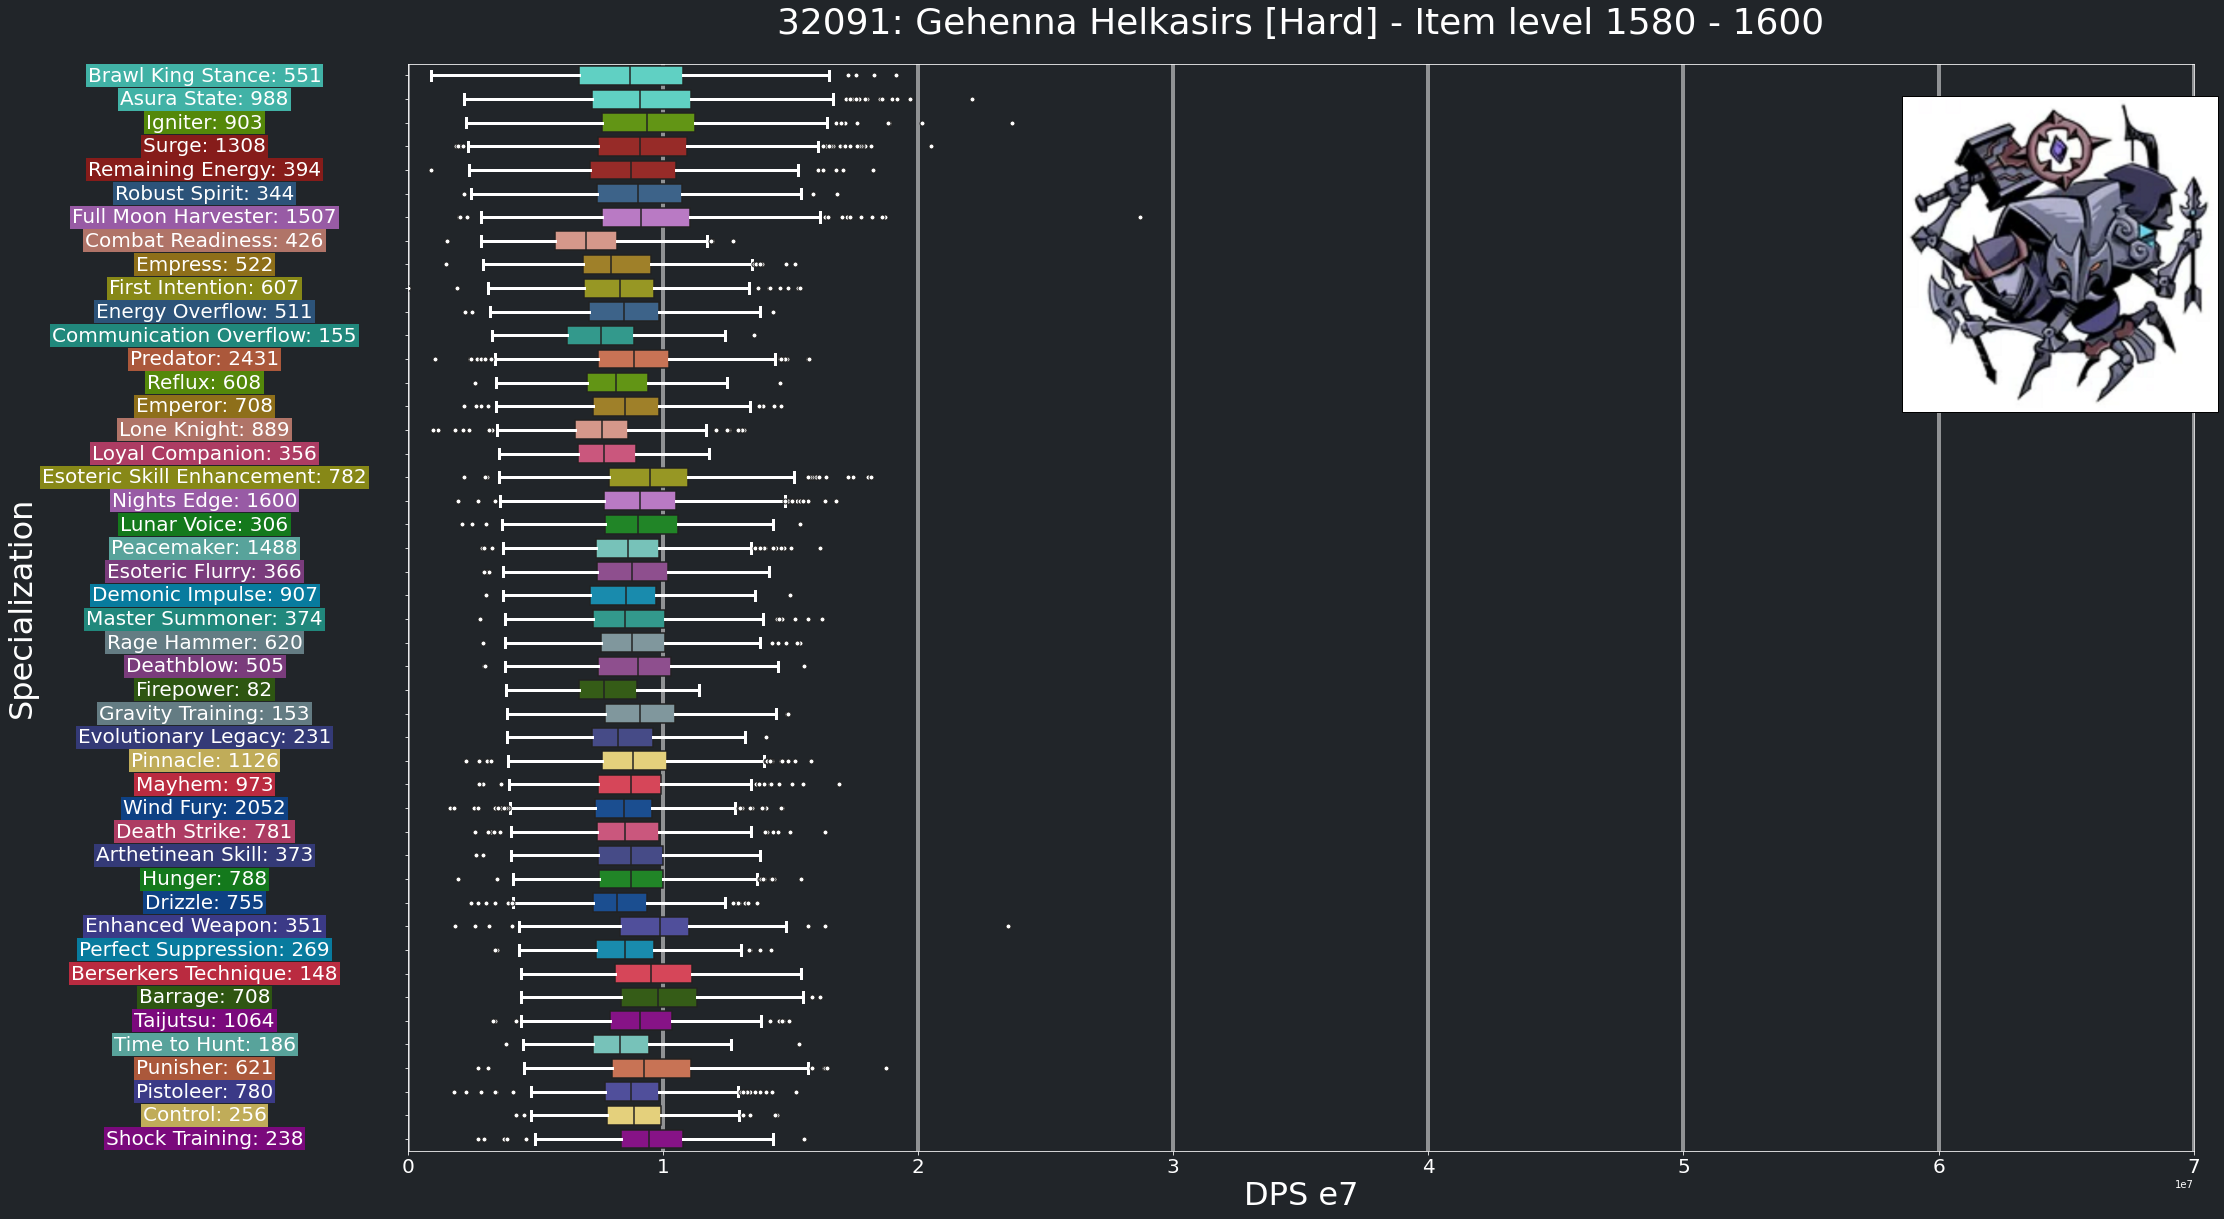 32091: Gehenna Helkasirs [Hard] - Item level 1580 - 1600
Brawl King Stance: 551
Asura State: 988
Igniter: 903
Surge: 1308
Remaining Energy: 394
Robust Spirit: 344
Full Moon Harvester: 1507
Combat Readiness: 426
Empress: 522
First Intention: 607
Energy Overflow: 511
Communication Overflow: 155
Predator: 2431
Reflux: 608
Emperor: 708
Lone Knight: 889
Loyal Companion: 356
Esoteric Skill Enhancement: 782
Nights Edge: 1600
Lunar Voice: 306
Peacemaker: 1488
Esoteric Flurry: 366
Demonic Impulse: 907
Master Summoner: 374
Rage Hammer: 620
Deathblow: 505
Firepower: 82
Gravity Training: 153
Evolutionary Legacy: 231
Pinnacle: 1126
Mayhem: 973
Wind Fury: 2052
Death Strike: 781
Arthetinean Skill: 373
Hunger: 788
Drizzle: 755
Enhanced Weapon: 351
Perfect Suppression: 269
Berserkers Technique: 148
Barrage: 708
Taijutsu: 1064
Time to Hunt: 186
Punisher: 621
Pistoleer: 780
Control: 256
Shock Training: 238
Specialization
0 1 2 3 4 5 6 7
1e7
DPS e7